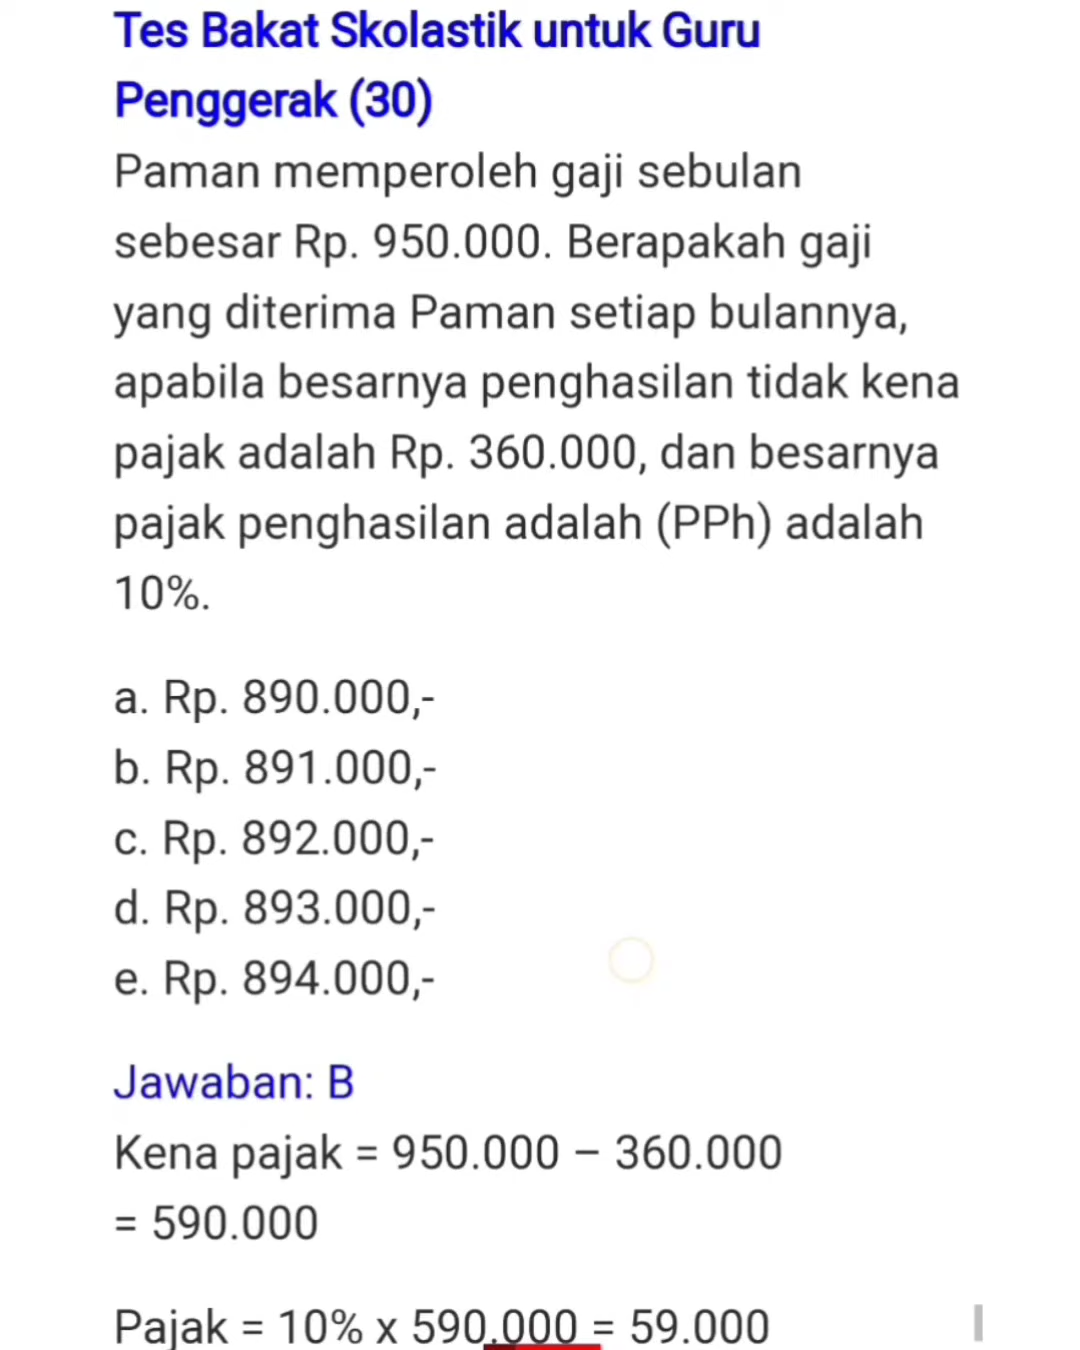 Tes Bakat Skolastik untuk Guru
Penggerak (30)
Paman memperoleh gaji sebulan
sebesar Rp. 950.000. Berapakah gaji
yang diterima Paman setiap bulannya,
apabila besarnya penghasilan tidak kena
pajak adalah Rp. 360.000, dan besarnya
pajak penghasilan adalah (PPh) adalah
10%.
a. Rp. 890.000,-
b. Rp. 891.000,-
c. Rp. 892.000,-
d. Rp. 893.000,-
e. Rp. 894.000,-
Jawaban: B
Kena pajak = 950.000 – 360.000
= 590.000
Pajak = 10% x 590.000 = 59.000